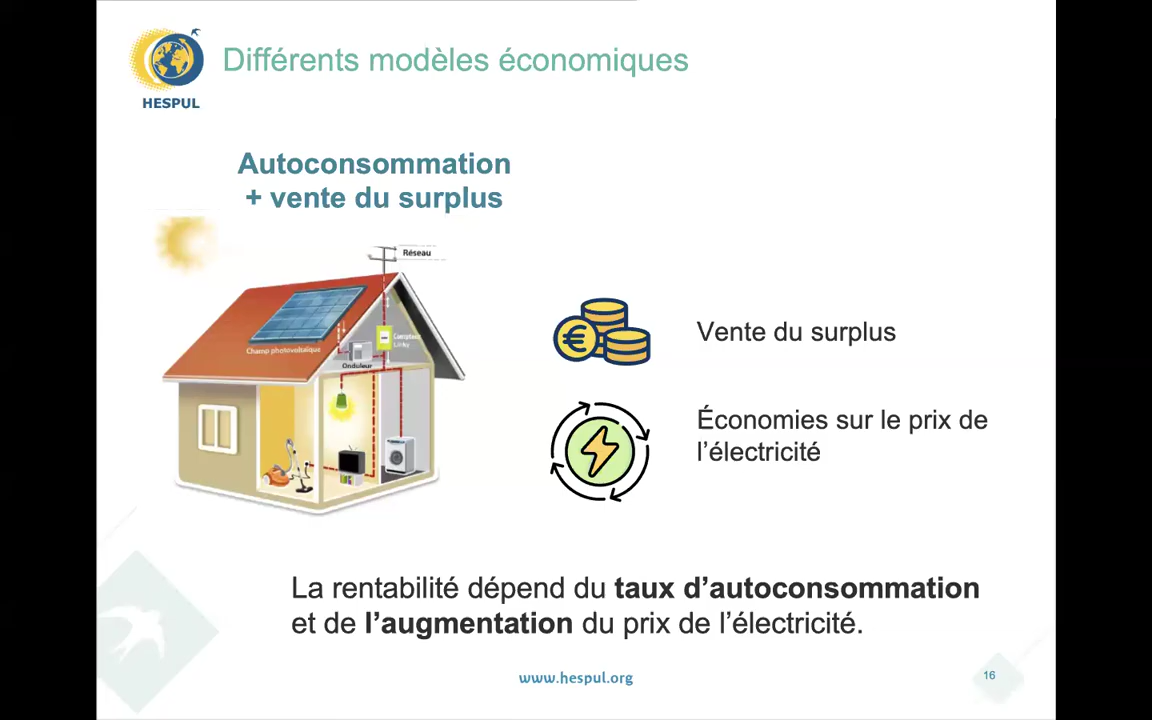 Différents modèles économiques
HESPUL
Autoconsommation
+ vente du surplus
Réseau
Champ photovoltaïque
Onduleur
Vente du surplus
Économies sur le prix de
l’électricité
La rentabilité dépend du taux d’autoconsommation
et de l’augmentation du prix de l’électricité.
www.hespul.org
16